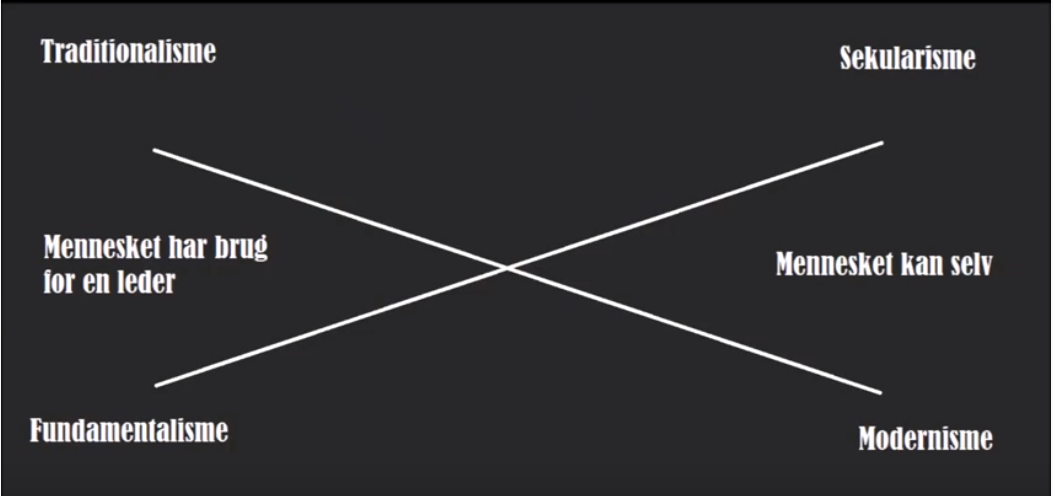 Traditionalisme
Sekularisme
Mennesket har brug
for en leder
Mennesket kan selv
Fundamentalisme
Modernisme